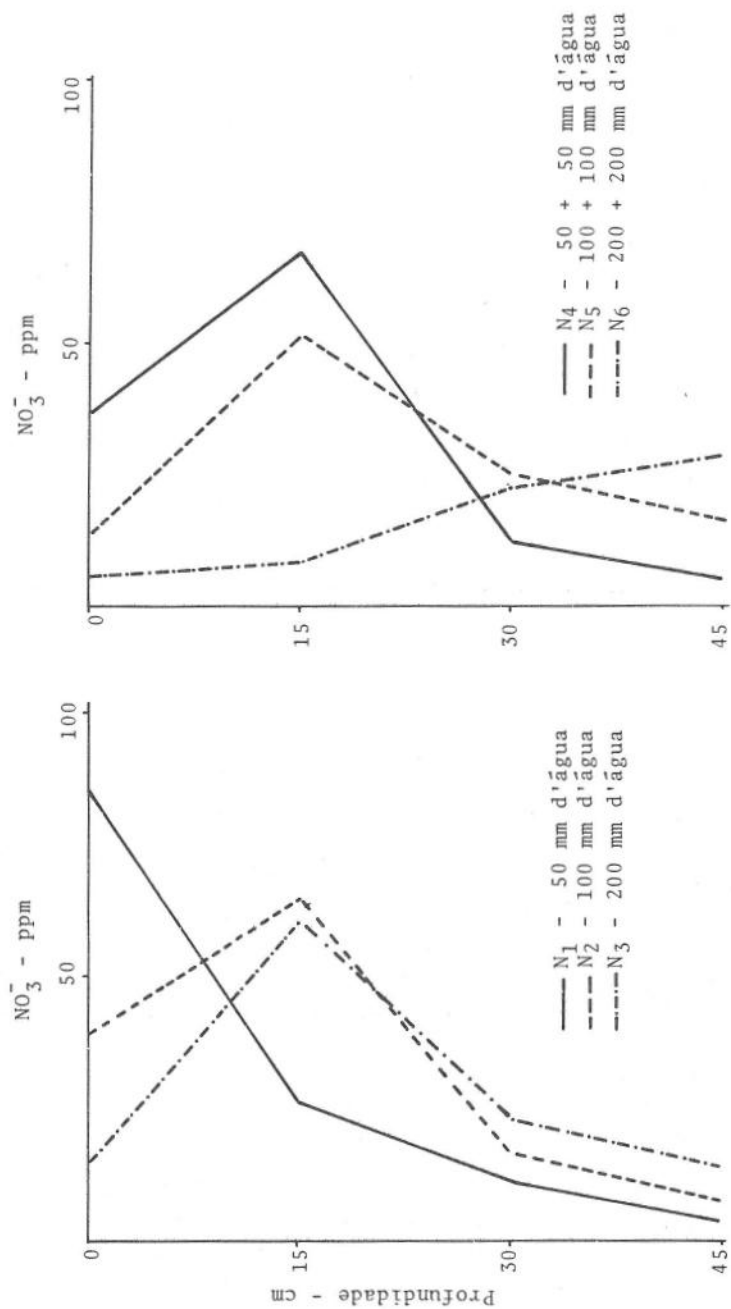 NO₃⁻ - ppm
50
100
0
15
30
45
Profundidade - cm
N₁ - 50 mm d'água
N₂ - 100 mm d'água
N₃ - 200 mm d'água
NO₃⁻ - ppm
50
100
0
15
30
45
N₄ - 50 + 50 mm d'água
N₅ - 100 + 100 mm d'água
N₆ - 200 + 200 mm d'água